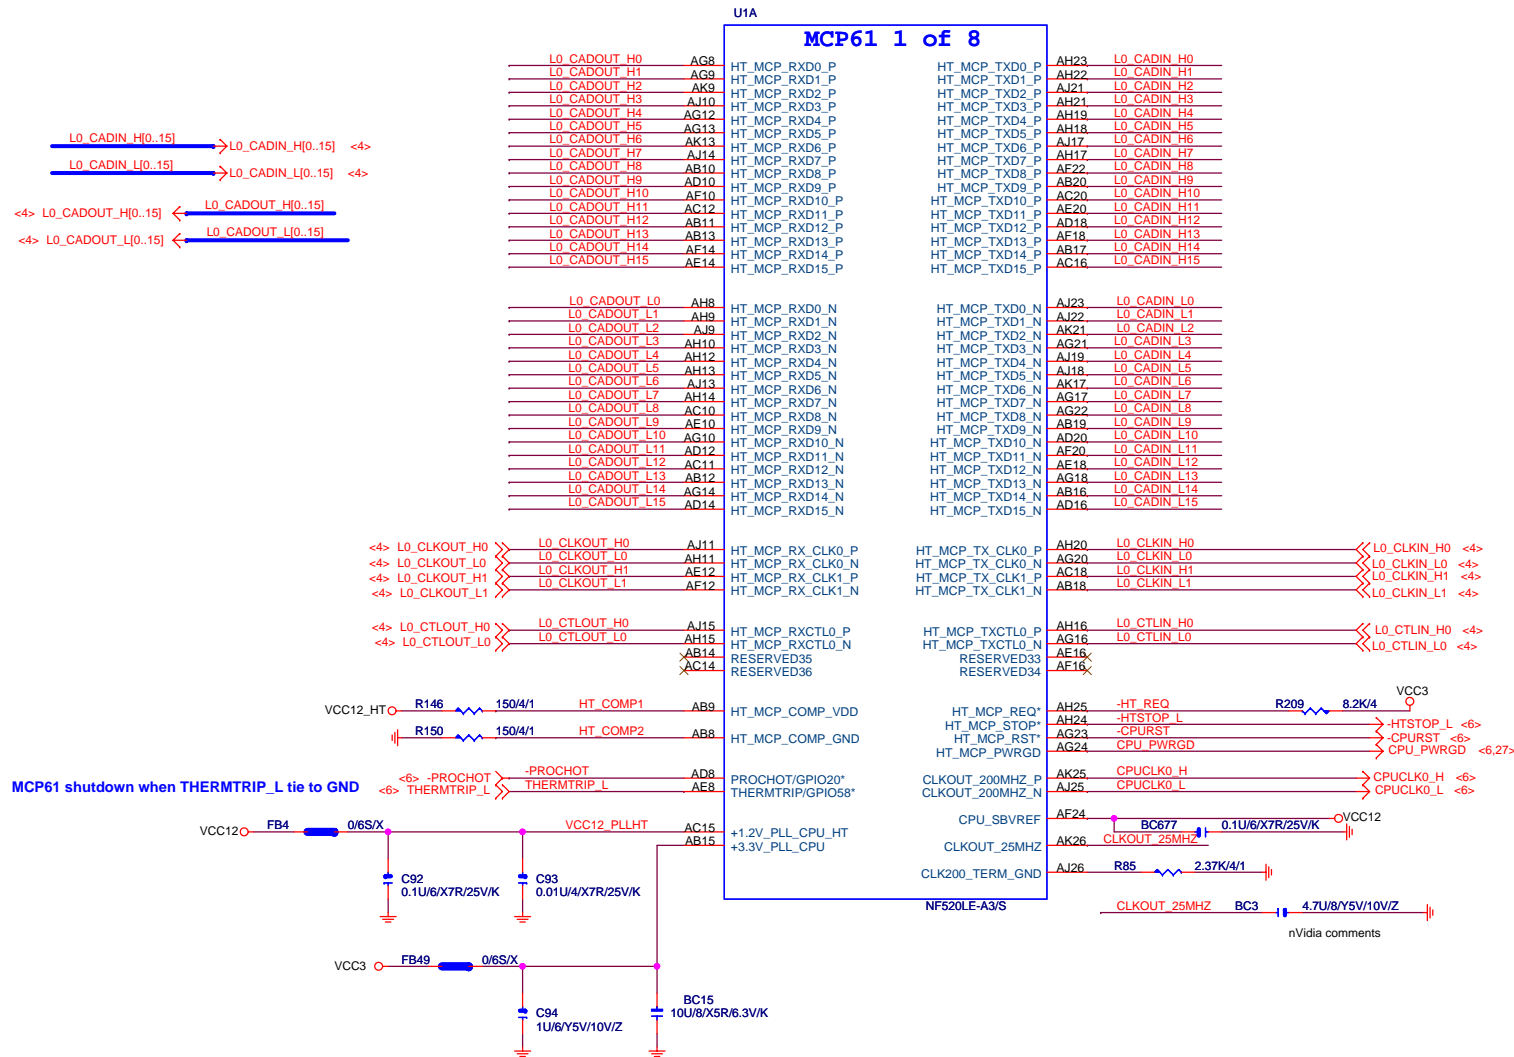 U1A
MCP61 1 of 8
L0_CADOUT_H0 AG8 HT_MCP_RXD0_P HT_MCP_TXD0_P AH23 L0_CADIN_H0
L0_CADOUT_H1 AG9 HT_MCP_RXD1_P HT_MCP_TXD1_P AH22 L0_CADIN_H1
L0_CADOUT_H2 AK9 HT_MCP_RXD2_P HT_MCP_TXD2_P AJ21 L0_CADIN_H2
L0_CADOUT_H3 AJ10 HT_MCP_RXD3_P HT_MCP_TXD3_P AH21 L0_CADIN_H3
L0_CADOUT_H4 AG12 HT_MCP_RXD4_P HT_MCP_TXD4_P AH19 L0_CADIN_H4
L0_CADOUT_H5 AG13 HT_MCP_RXD5_P HT_MCP_TXD5_P AH18 L0_CADIN_H5
L0_CADOUT_H6 AK13 HT_MCP_RXD6_P HT_MCP_TXD6_P AJ17 L0_CADIN_H6
L0_CADOUT_H7 AJ14 HT_MCP_RXD7_P HT_MCP_TXD7_P AH17 L0_CADIN_H7
L0_CADOUT_H8 AB10 HT_MCP_RXD8_P HT_MCP_TXD8_P AF22 L0_CADIN_H8
L0_CADOUT_H9 AD10 HT_MCP_RXD9_P HT_MCP_TXD9_P AB20 L0_CADIN_H9
L0_CADOUT_H10 AF10 HT_MCP_RXD10_P HT_MCP_TXD10_P AC20 L0_CADIN_H10
L0_CADOUT_H11 AC12 HT_MCP_RXD11_P HT_MCP_TXD11_P AE20 L0_CADIN_H11
L0_CADOUT_H12 AB11 HT_MCP_RXD12_P HT_MCP_TXD12_P AD18 L0_CADIN_H12
L0_CADOUT_H13 AB13 HT_MCP_RXD13_P HT_MCP_TXD13_P AF18 L0_CADIN_H13
L0_CADOUT_H14 AF14 HT_MCP_RXD14_P HT_MCP_TXD14_P AB17 L0_CADIN_H14
L0_CADOUT_H15 AE14 HT_MCP_RXD15_P HT_MCP_TXD15_P AC16 L0_CADIN_H15
L0_CADIN_H[0..15] L0_CADIN_H[0..15] <4>
L0_CADIN_L[0..15] L0_CADIN_L[0..15] <4>
<4> L0_CADOUT_H[0..15] L0_CADOUT_H[0..15]
<4> L0_CADOUT_L[0..15] L0_CADOUT_L[0..15]
L0_CADOUT_L0 AH8 HT_MCP_RXD0_N HT_MCP_TXD0_N AJ23 L0_CADIN_L0
L0_CADOUT_L1 AH9 HT_MCP_RXD1_N HT_MCP_TXD1_N AJ22 L0_CADIN_L1
L0_CADOUT_L2 AJ9 HT_MCP_RXD2_N HT_MCP_TXD2_N AK21 L0_CADIN_L2
L0_CADOUT_L3 AH10 HT_MCP_RXD3_N HT_MCP_TXD3_N AG21 L0_CADIN_L3
L0_CADOUT_L4 AH12 HT_MCP_RXD4_N HT_MCP_TXD4_N AJ19 L0_CADIN_L4
L0_CADOUT_L5 AH13 HT_MCP_RXD5_N HT_MCP_TXD5_N AJ18 L0_CADIN_L5
L0_CADOUT_L6 AJ13 HT_MCP_RXD6_N HT_MCP_TXD6_N AK17 L0_CADIN_L6
L0_CADOUT_L7 AH14 HT_MCP_RXD7_N HT_MCP_TXD7_N AG17 L0_CADIN_L7
L0_CADOUT_L8 AC10 HT_MCP_RXD8_N HT_MCP_TXD8_N AG22 L0_CADIN_L8
L0_CADOUT_L9 AE10 HT_MCP_RXD9_N HT_MCP_TXD9_N AB19 L0_CADIN_L9
L0_CADOUT_L10 AG10 HT_MCP_RXD10_N HT_MCP_TXD10_N AD20 L0_CADIN_L10
L0_CADOUT_L11 AD12 HT_MCP_RXD11_N HT_MCP_TXD11_N AF20 L0_CADIN_L11
L0_CADOUT_L12 AC11 HT_MCP_RXD12_N HT_MCP_TXD12_N AE18 L0_CADIN_L12
L0_CADOUT_L13 AB12 HT_MCP_RXD13_N HT_MCP_TXD13_N AG18 L0_CADIN_L13
L0_CADOUT_L14 AG14 HT_MCP_RXD14_N HT_MCP_TXD14_N AB16 L0_CADIN_L14
L0_CADOUT_L15 AD14 HT_MCP_RXD15_N HT_MCP_TXD15_N AD16 L0_CADIN_L15
<4> L0_CLKOUT_H0 L0_CLKOUT_H0 AJ11 HT_MCP_RX_CLK0_P HT_MCP_TX_CLK0_P AH20 L0_CLKIN_H0 L0_CLKIN_H0 <4>
<4> L0_CLKOUT_L0 L0_CLKOUT_L0 AH11 HT_MCP_RX_CLK0_N HT_MCP_TX_CLK0_N AG20 L0_CLKIN_L0 L0_CLKIN_L0 <4>
<4> L0_CLKOUT_H1 L0_CLKOUT_H1 AE12 HT_MCP_RX_CLK1_P HT_MCP_TX_CLK1_P AC18 L0_CLKIN_H1 L0_CLKIN_H1 <4>
<4> L0_CLKOUT_L1 L0_CLKOUT_L1 AF12 HT_MCP_RX_CLK1_N HT_MCP_TX_CLK1_N AB18 L0_CLKIN_L1 L0_CLKIN_L1 <4>
<4> L0_CTLOUT_H0 L0_CTLOUT_H0 AJ15 HT_MCP_RXCTL0_P HT_MCP_TXCTL0_P AH16 L0_CTLIN_H0 L0_CTLIN_H0 <4>
<4> L0_CTLOUT_L0 L0_CTLOUT_L0 AH15 HT_MCP_RXCTL0_N HT_MCP_TXCTL0_N AG16 L0_CTLIN_L0 L0_CTLIN_L0 <4>
AB14 RESERVED35 RESERVED33 AE16
AC14 RESERVED36 RESERVED34 AF16
VCC3
VCC12_HT R146 150/4/1 HT_COMP1 AB9 HT_MCP_COMP_VDD HT_MCP_REQ* AH25 -HT_REQ R209 8.2K/4
HT_MCP_STOP* AH24 -HTSTOP_L -HTSTOP_L <6>
R150 150/4/1 HT_COMP2 AB8 HT_MCP_COMP_GND HT_MCP_RST* AG23 -CPURST -CPURST <6>
HT_MCP_PWRGD AG24 CPU_PWRGD CPU_PWRGD <6,27>
<6> -PROCHOT -PROCHOT AD8 PROCHOT/GPIO20* CLKOUT_200MHZ_P AK25 CPUCLK0_H CPUCLK0_H <6>
MCP61 shutdown when THERMTRIP_L tie to GND
<6> THERMTRIP_L THERMTRIP_L AE8 THERMTRIP/GPIO58* CLKOUT_200MHZ_N AJ25 CPUCLK0_L CPUCLK0_L <6>
CPU_SBVREF AF24 VCC12
VCC12 FB4 0/6S/X VCC12_PLLHT AC15 +1.2V_PLL_CPU_HT BC677 0.1U/6/X7R/25V/K
AB15 +3.3V_PLL_CPU CLKOUT_25MHZ AK26 CLKOUT_25MHZ
CLK200_TERM_GND AJ26 R85 2.37K/4/1
C92 C93
0.1U/6/X7R/25V/K 0.01U/4/X7R/25V/K
NF520LE-A3/S CLKOUT_25MHZ BC3 4.7U/8/Y5V/10V/Z
nVidia comments
VCC3 FB49 0/6S/X
BC15
10U/8/X5R/6.3V/K
C94
1U/6/Y5V/10V/Z